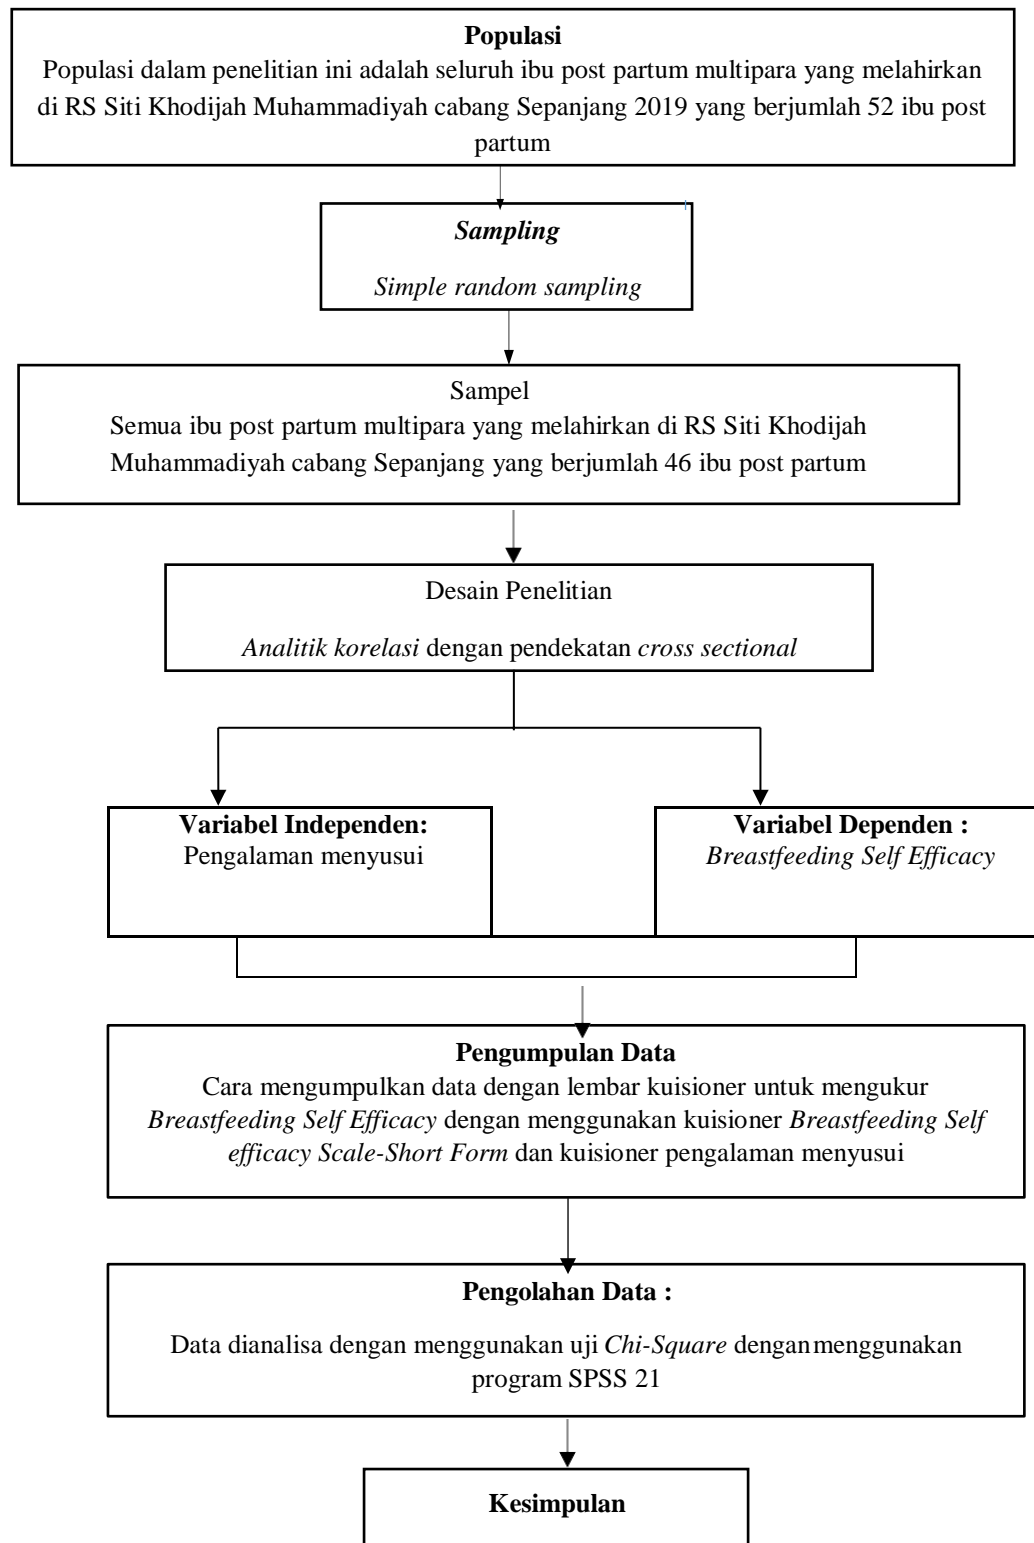 Populasi
Populasi dalam penelitian ini adalah seluruh ibu post partum multipara yang melahirkan
di RS Siti Khodijah Muhammadiyah cabang Sepanjang 2019 yang berjumlah 52 ibu post
partum
Sampling
Simple random sampling
Sampel
Semua ibu post partum multipara yang melahirkan di RS Siti Khodijah
Muhammadiyah cabang Sepanjang yang berjumlah 46 ibu post partum
Desain Penelitian
Analitik korelasi dengan pendekatan cross sectional
Variabel Independen:
Pengalaman menyusui
Variabel Dependen :
Breastfeeding Self Efficacy
Pengumpulan Data
Cara mengumpulkan data dengan lembar kuisioner untuk mengukur
Breastfeeding Self Efficacy dengan menggunakan kuisioner Breastfeeding Self
efficacy Scale-Short Form dan kuisioner pengalaman menyusui
Pengolahan Data :
Data dianalisa dengan menggunakan uji Chi-Square dengan menggunakan
program SPSS 21
Kesimpulan